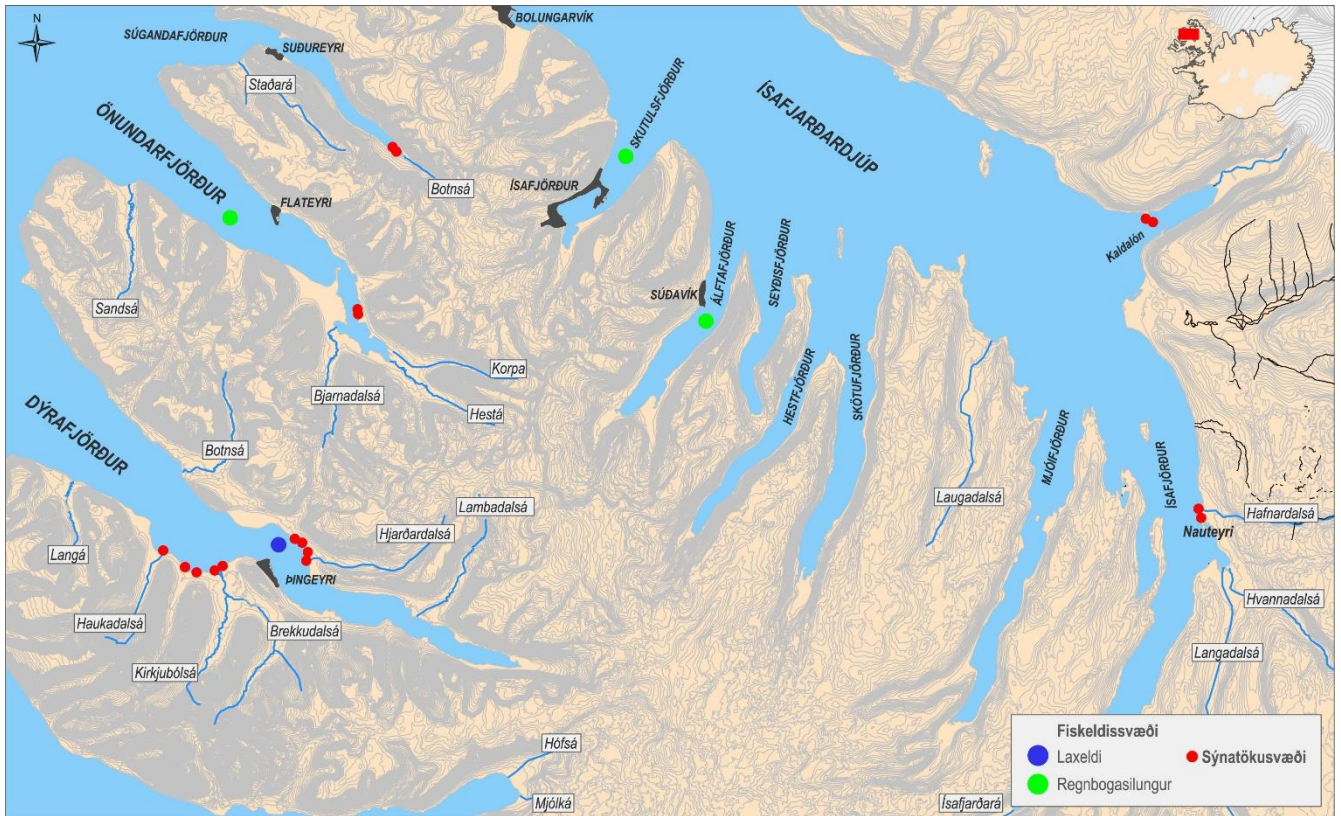 N
BOLUNGARVÍK
SÚGANDAFJÖRÐUR
SUÐUREYRI
Staðará
ÍSAFJARÐARDJÚP
SKUTULSFJÖRÐUR
ÖNUNDARFJÖRÐUR
Botnsá
ÍSAFJÖRÐUR
FLATEYRI
Kaldalón
ÁLFTAFJÖRÐUR
SEYÐISFJÖRÐUR
SÚÐAVÍK
Sandsá
Korpa
Bjarnadalsá
Hestá
HESTFJÖRÐUR
SKÖTUFJÖRÐUR
DÝRAFJÖRÐUR
Botnsá
MJÓIFJÖRÐUR
ÍSAFJÖRÐUR
Lambadalsá
Laugadalsá
Hafnardalsá
Nauteyri
Hjarðardalsá
Langá
ÞINGEYRI
Hvannadalsá
Haukadalsá
Brekkudalsá
Langadalsá
Kirkjubólsá
Hófsá
Mjólká
Ísafjarðará
Fiskeldissvæði
Laxeldi
Sýnatökusvæði
Regnbogasilungur